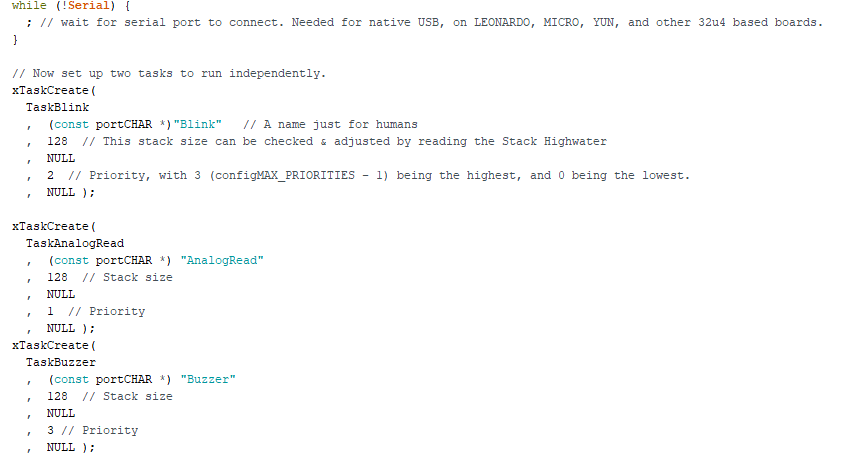 while (!Serial) {
  ; // wait for serial port to connect. Needed for native USB, on LEONARDO, MICRO, YUN, and other 32u4 based boards.
}

// Now set up two tasks to run independently.
xTaskCreate(
  TaskBlink
  ,  (const portCHAR *)"Blink"   // A name just for humans
  ,  128  // This stack size can be checked & adjusted by reading the Stack Highwater
  ,  NULL
  ,  2  // Priority, with 3 (configMAX_PRIORITIES - 1) being the highest, and 0 being the lowest.
  ,  NULL );

xTaskCreate(
  TaskAnalogRead
  ,  (const portCHAR *) "AnalogRead"
  ,  128  // Stack size
  ,  NULL
  ,  1  // Priority
  ,  NULL );
xTaskCreate(
  TaskBuzzer
  ,  (const portCHAR *) "Buzzer"
  ,  128  // Stack size
  ,  NULL
  ,  3 // Priority
  ,  NULL );